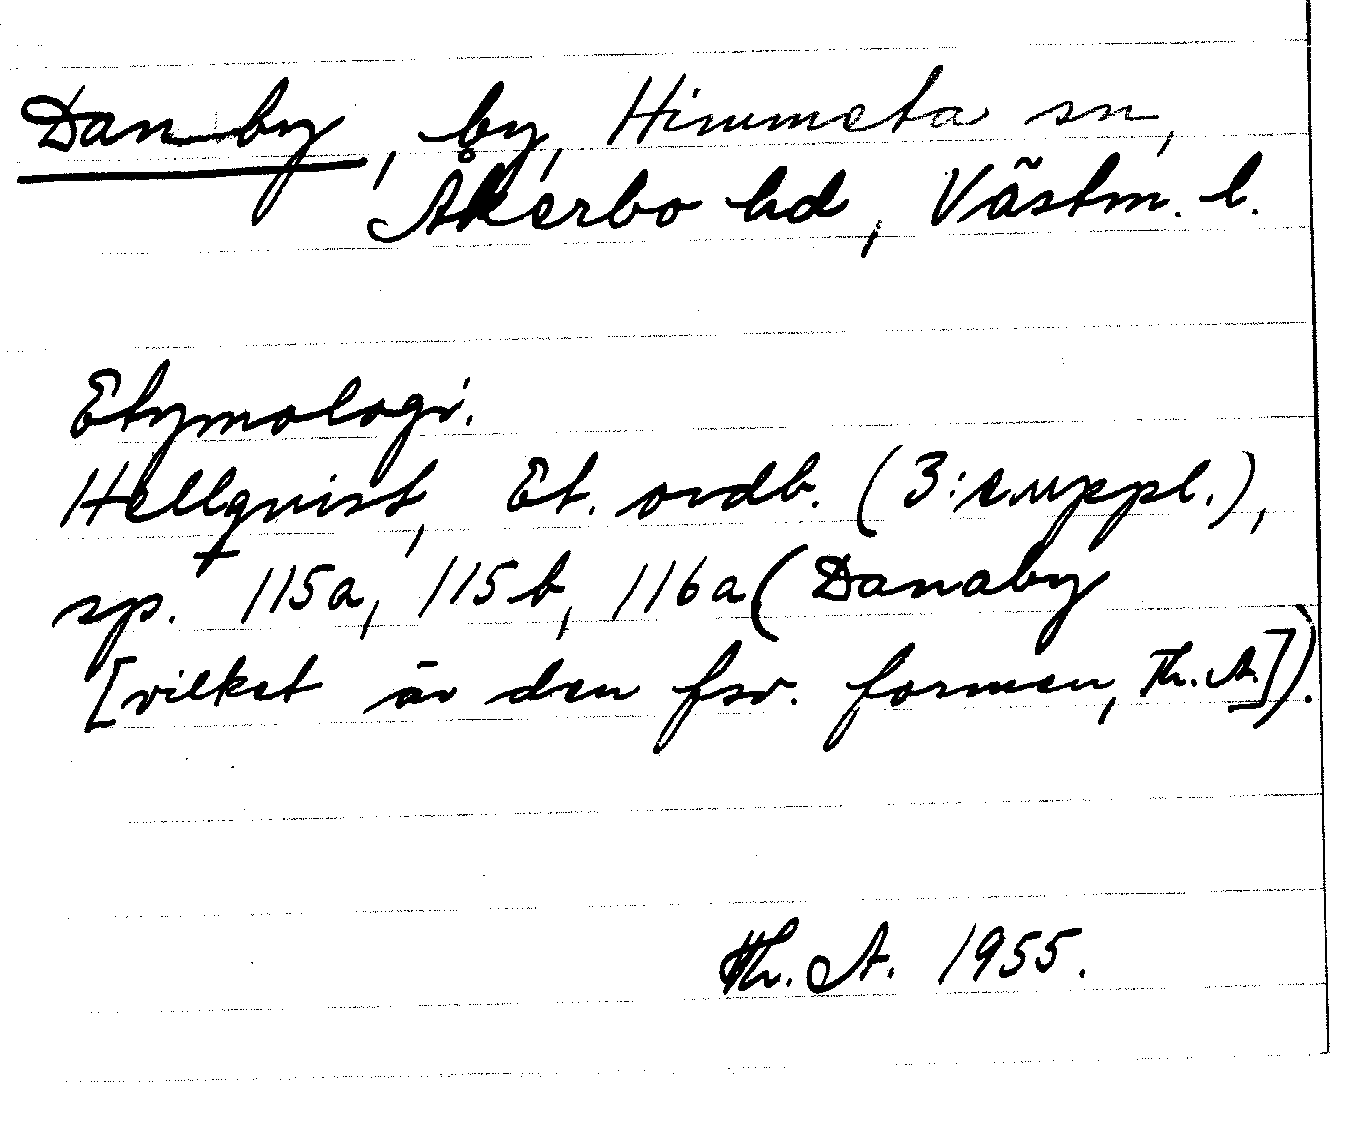 Danby, by, Himmeta sn,
Åkerbo hd, Västm. l.
Etymologi.
Hellquist, Et. ordb. (3:e uppl.),
sp. 115a, 115b, 116a (Danaby
[vilket är den fsv. formen, Th. A.]).
Th. A. 1955.